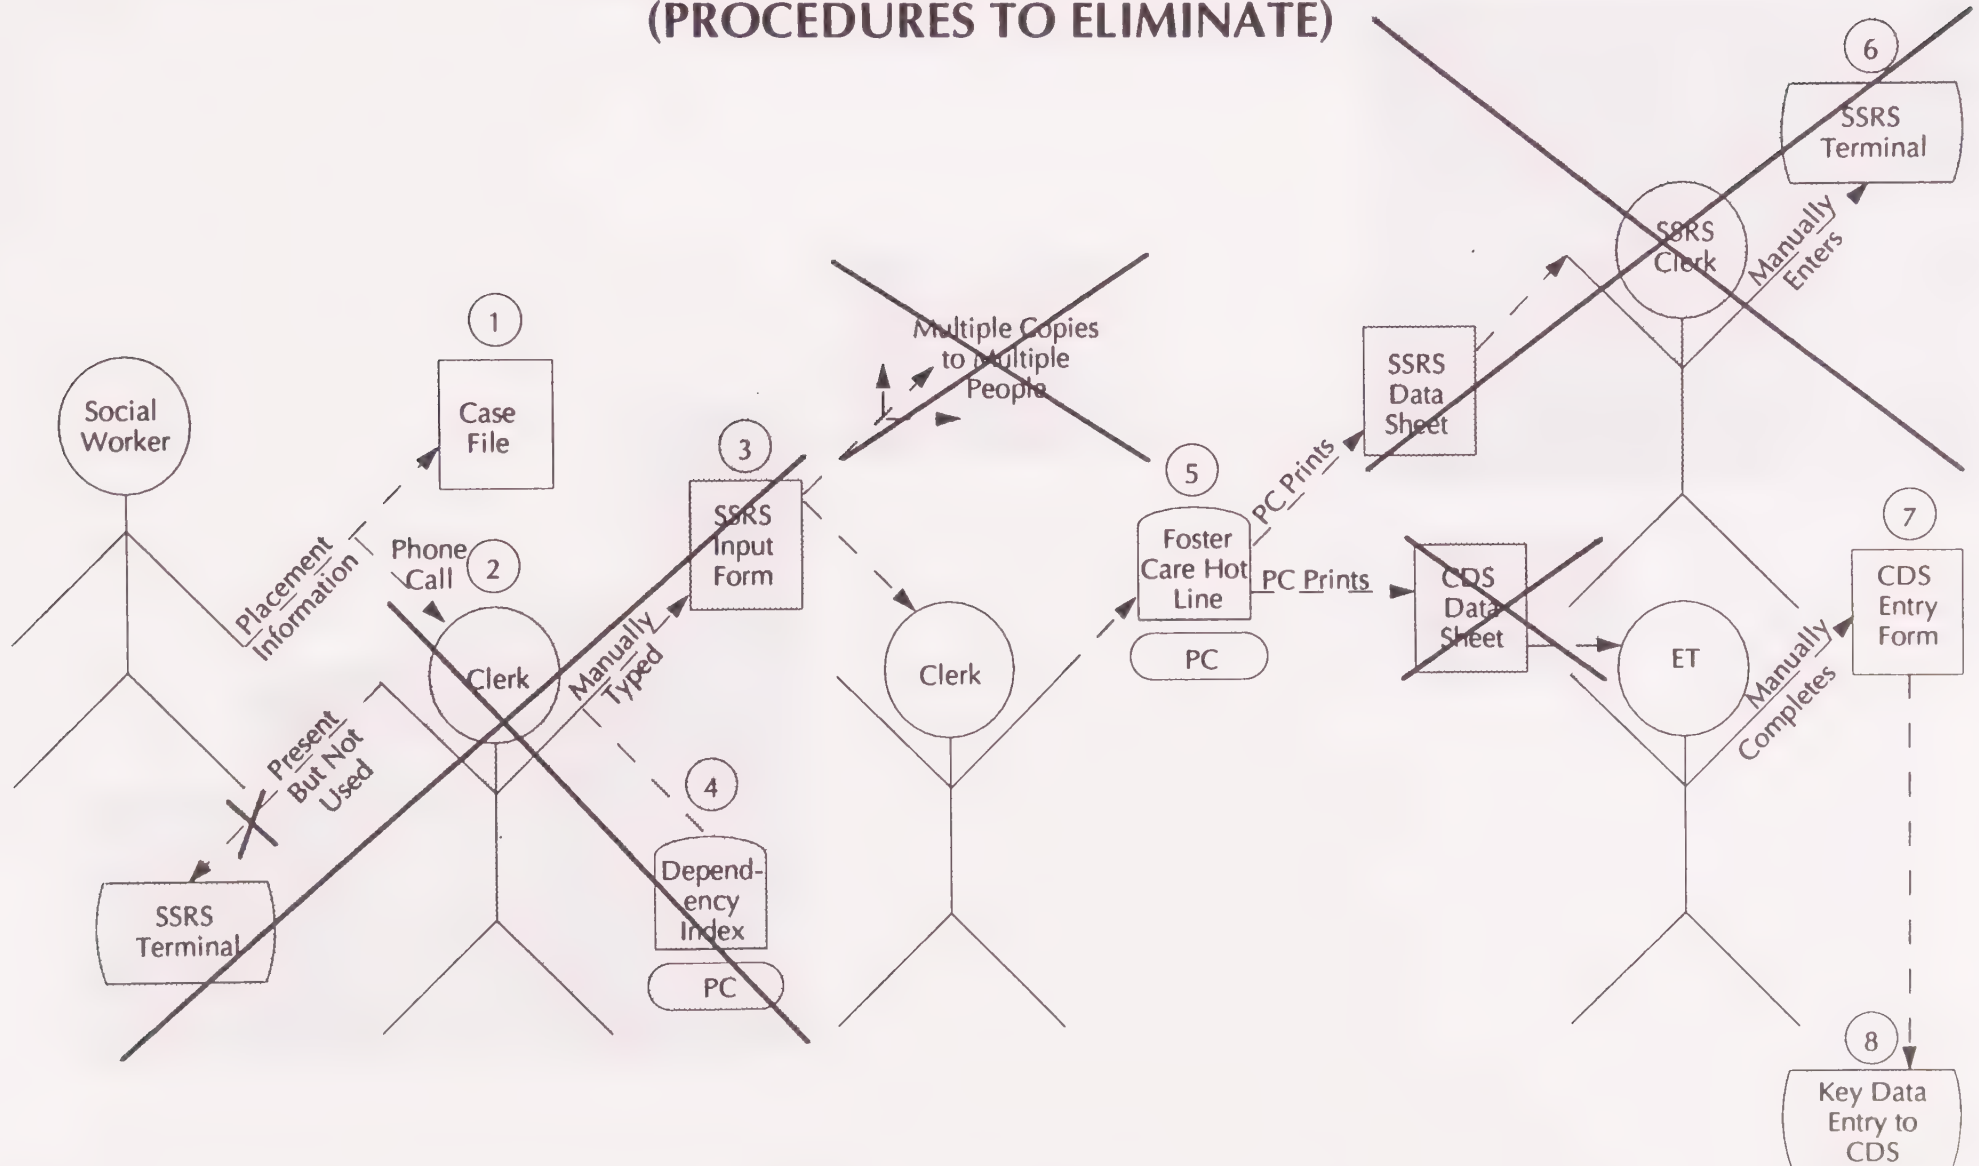 (PROCEDURES TO ELIMINATE)
6
SSRS
Terminal
SSRS
Clerk
Manually
Enters
1
Case
File
Social
Worker
Multiple Copies
to Multiple
People
SSRS
Data
Sheet
3
SSRS
Input
Form
5
Foster
Care Hot
Line
PC
PC Prints
PC Prints
CDS
Data
Sheet
7
CDS
Entry
Form
Placement
Information
Phone
Call
2
Clerk
Manually
Typed
Clerk
ET
Manually
Completes
Present
But Not
Used
4
Depend-
ency
Index
PC
SSRS
Terminal
8
Key Data
Entry to
CDS